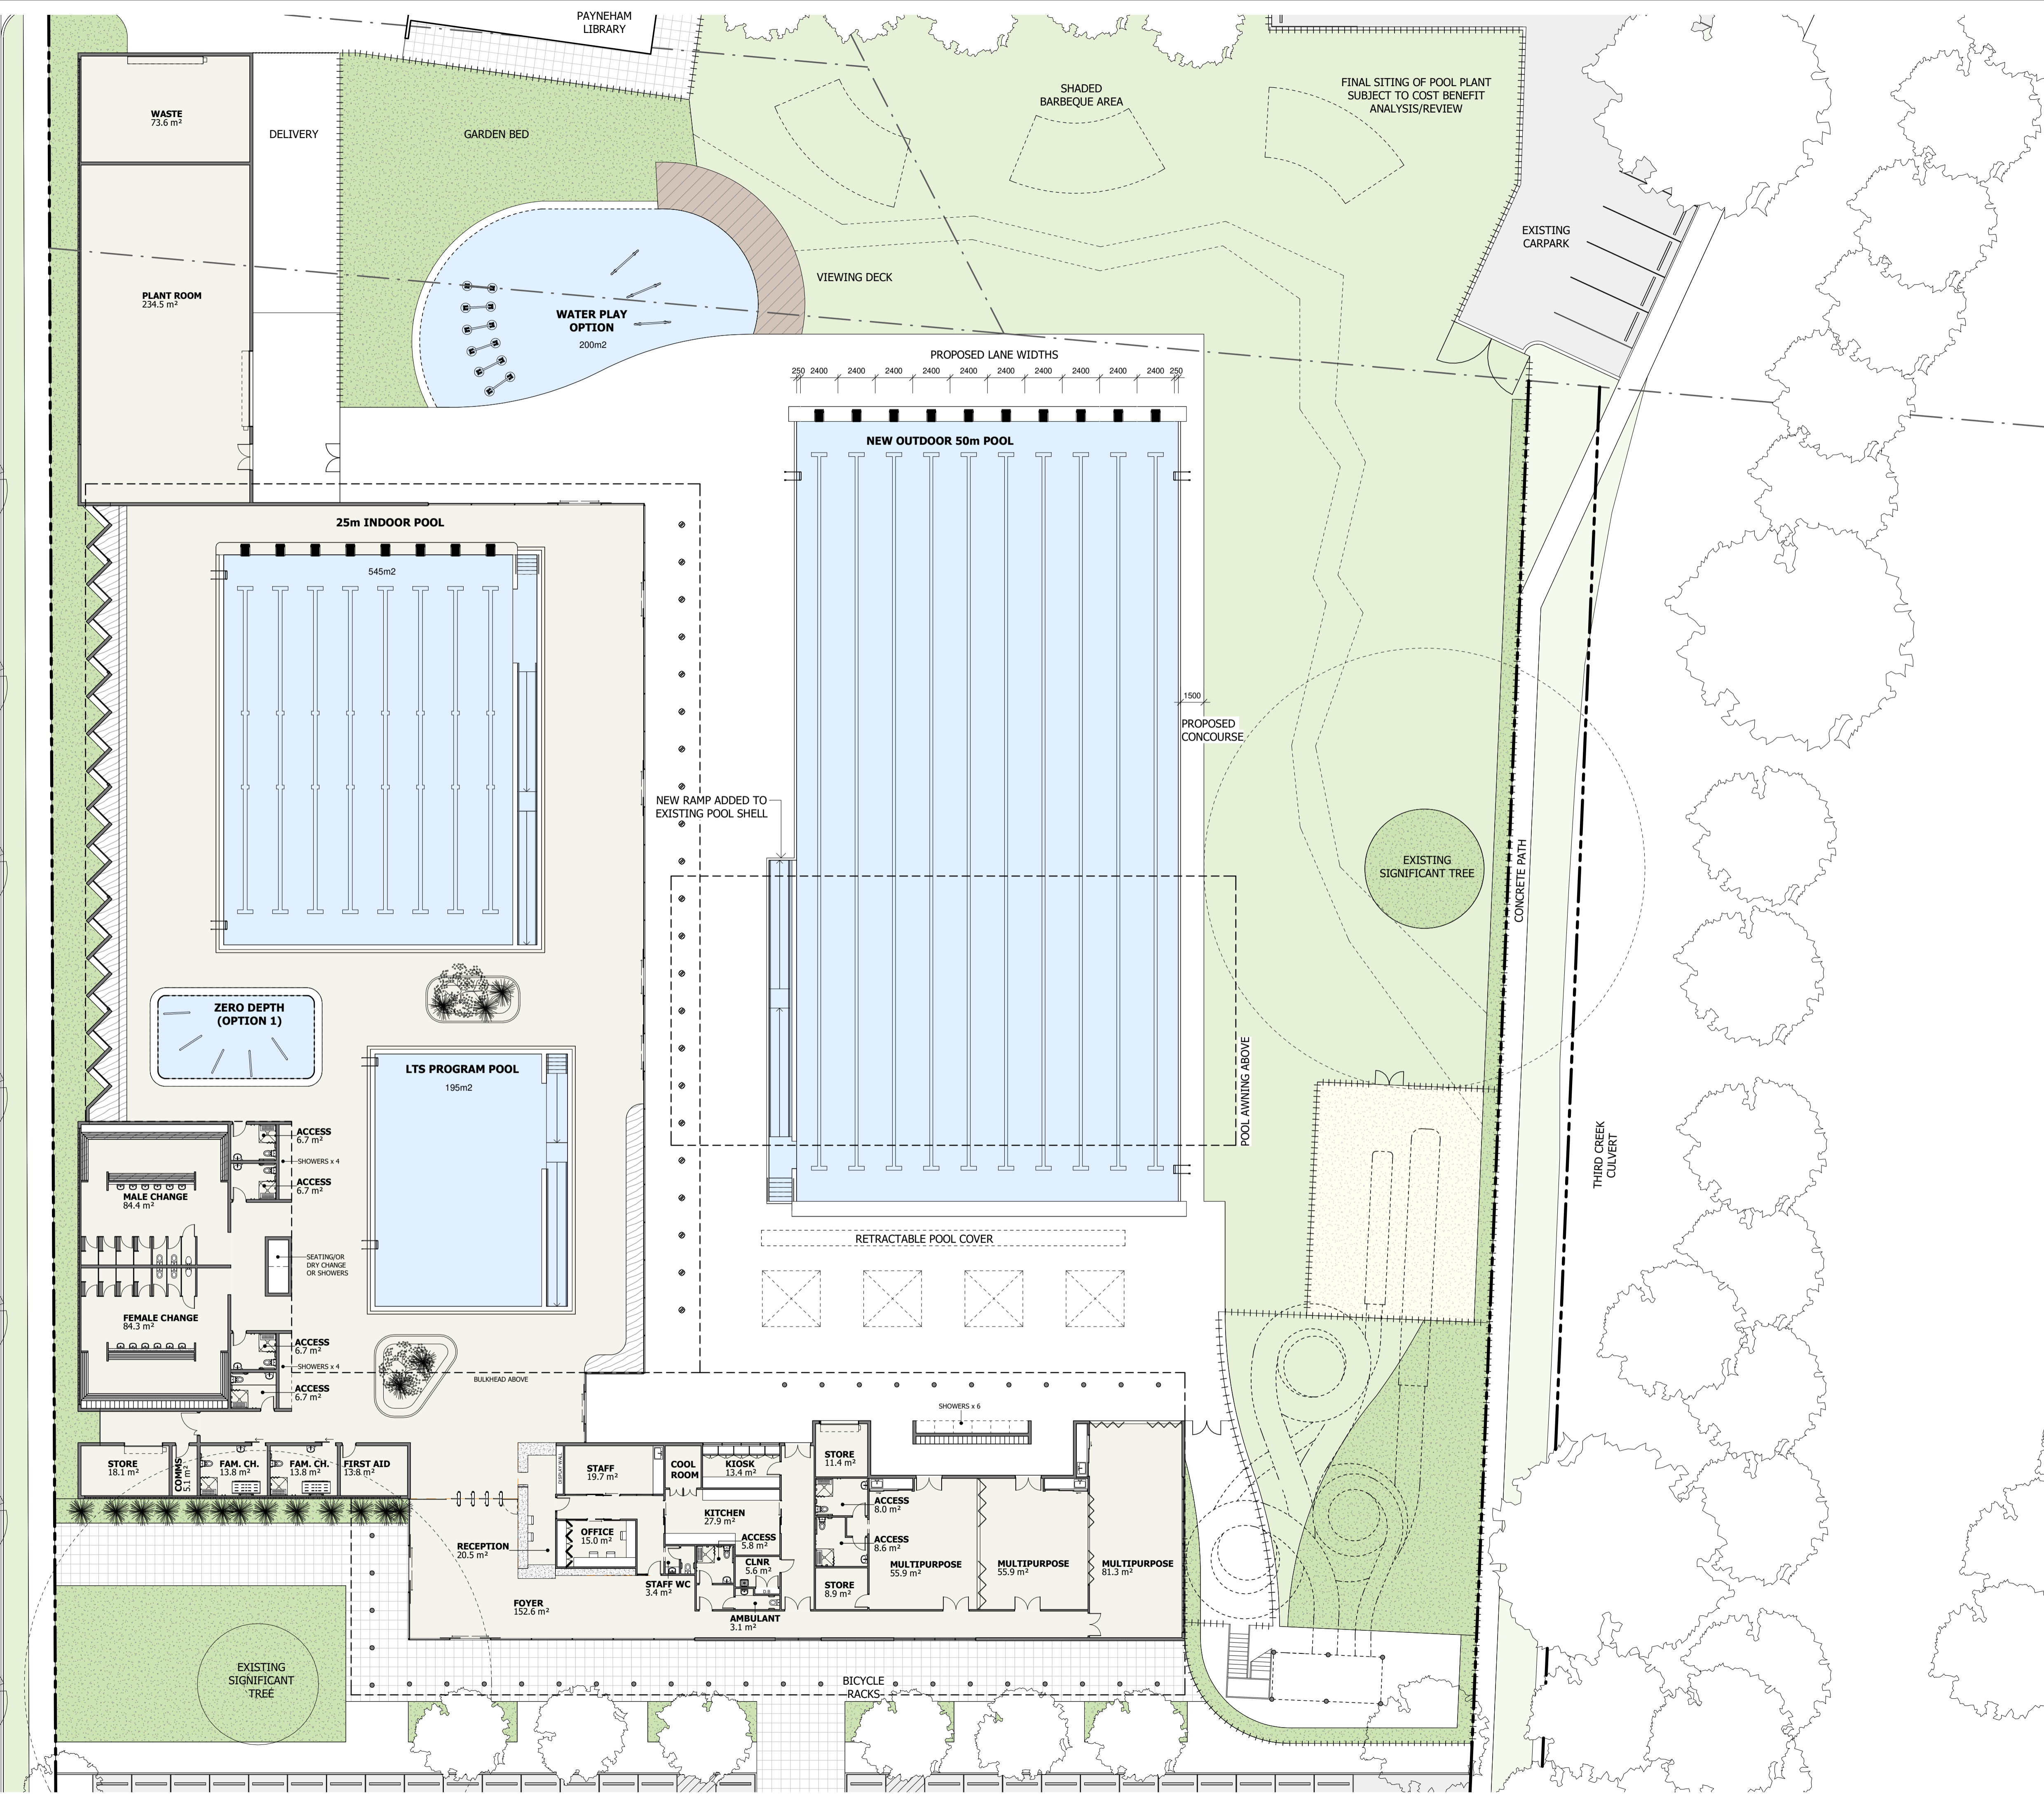 PAYNEHAM
LIBRARY
WASTE
73.6 m²
DELIVERY
GARDEN BED
SHADED
BARBEQUE AREA
FINAL SITING OF POOL PLANT
SUBJECT TO COST BENEFIT
ANALYSIS/REVIEW
EXISTING
CARPARK
PLANT ROOM
234.5 m²
VIEWING DECK
WATER PLAY
OPTION
200m2
PROPOSED LANE WIDTHS
250 2400 2400 2400 2400 2400 2400 2400 2400 2400 2400 250
NEW OUTDOOR 50m POOL
25m INDOOR POOL
545m2
1500
PROPOSED
CONCOURSE
NEW RAMP ADDED TO
EXISTING POOL SHELL
EXISTING
SIGNIFICANT TREE
CONCRETE PATH
ZERO DEPTH
(OPTION 1)
LTS PROGRAM POOL
195m2
POOL AWNING ABOVE
THIRD CREEK
CULVERT
ACCESS
6.7 m²
SHOWERS x 4
ACCESS
6.7 m²
MALE CHANGE
84.4 m²
SEATING/OR
DRY CHANGE
OR SHOWERS
RETRACTABLE POOL COVER
FEMALE CHANGE
84.3 m²
ACCESS
6.7 m²
SHOWERS x 4
ACCESS
6.7 m²
BULKHEAD ABOVE
SHOWERS x 6
STORE
18.1 m²
COMMS
5.1 m²
FAM. CH.
13.8 m²
FAM. CH.
13.8 m²
FIRST AID
13.8 m²
DISPLAY WALL
STAFF
19.7 m²
COOL
ROOM
KIOSK
13.4 m²
STORE
11.4 m²
KITCHEN
27.9 m²
ACCESS
8.0 m²
OFFICE
15.0 m²
RECEPTION
20.5 m²
ACCESS
5.8 m²
ACCESS
8.6 m²
CLNR
5.6 m²
MULTIPURPOSE
55.9 m²
MULTIPURPOSE
55.9 m²
MULTIPURPOSE
81.3 m²
STAFF WC
3.4 m²
STORE
8.9 m²
FOYER
152.6 m²
AMBULANT
3.1 m²
EXISTING
SIGNIFICANT
TREE
BICYCLE
RACKS